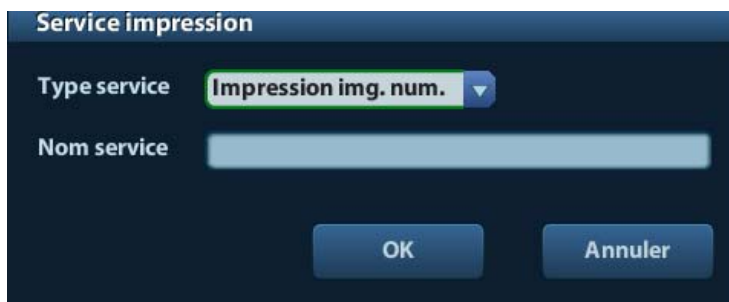 Service impression
Type service Impression img. num.
Nom service
OK Annuler